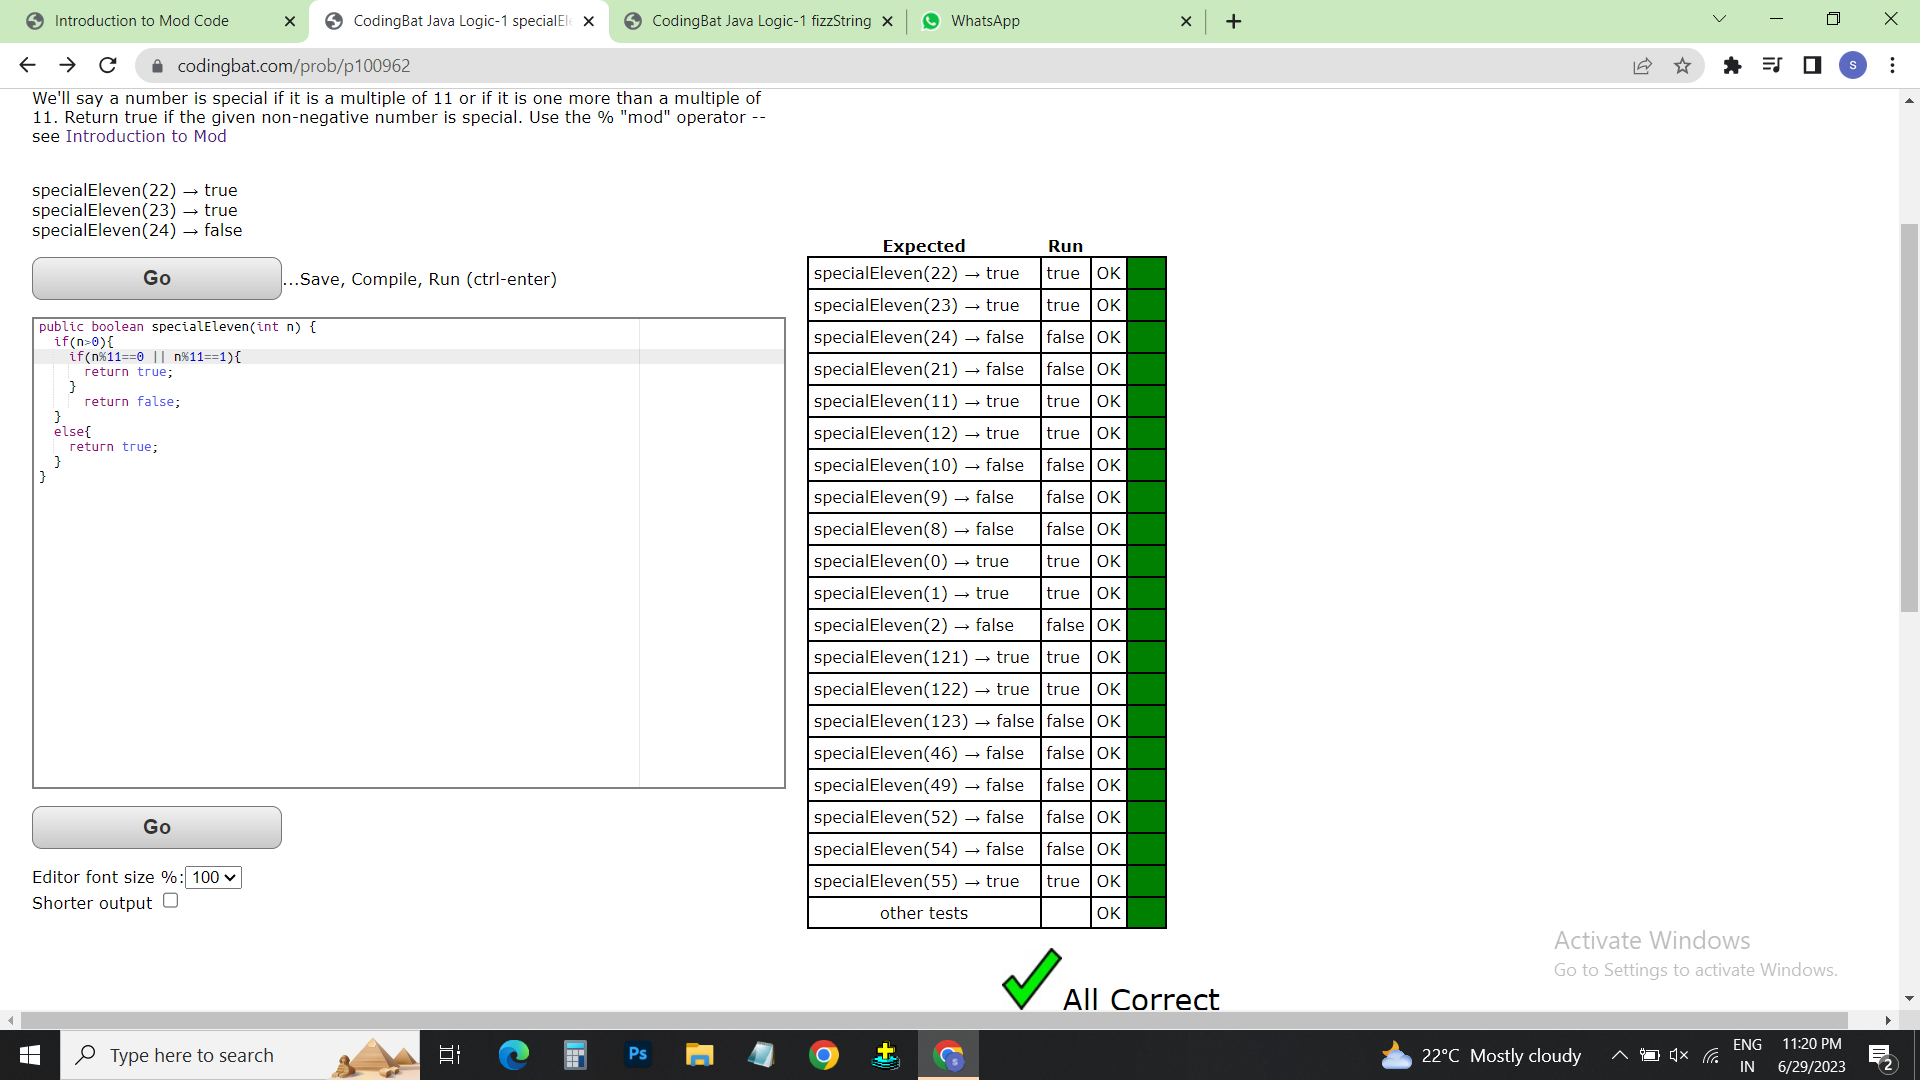 Introduction to Mod Code
CodingBat Java Logic-1 specialEl
CodingBat Java Logic-1 fizzString
WhatsApp
codingbat.com/prob/p100962
S
We'll say a number is special if it is a multiple of 11 or if it is one more than a multiple of
11. Return true if the given non-negative number is special. Use the % "mod" operator --
see Introduction to Mod
specialEleven(22) → true
specialEleven(23) → true
specialEleven(24) → false
Go ...Save, Compile, Run (ctrl-enter)
public boolean specialEleven(int n) {
if(n>0){
if(n%11==0 || n%11==1){
return true;
}
return false;
}
else{
return true;
}
}
Go
Editor font size %: 100
Shorter output
Expected Run
specialEleven(22) → true true OK
specialEleven(23) → true true OK
specialEleven(24) → false false OK
specialEleven(21) → false false OK
specialEleven(11) → true true OK
specialEleven(12) → true true OK
specialEleven(10) → false false OK
specialEleven(9) → false false OK
specialEleven(8) → false false OK
specialEleven(0) → true true OK
specialEleven(1) → true true OK
specialEleven(2) → false false OK
specialEleven(121) → true true OK
specialEleven(122) → true true OK
specialEleven(123) → false false OK
specialEleven(46) → false false OK
specialEleven(49) → false false OK
specialEleven(52) → false false OK
specialEleven(54) → false false OK
specialEleven(55) → true true OK
other tests OK
All Correct
Activate Windows
Go to Settings to activate Windows.
Type here to search
Ps
S
22°C Mostly cloudy
ENG
IN
11:20 PM
6/29/2023
2